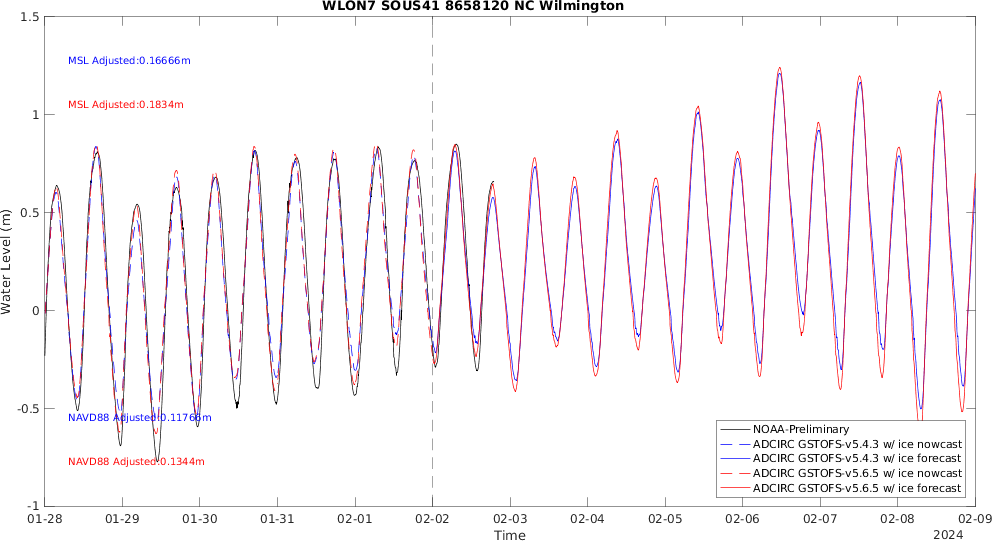 WLON7 SOUS41 8658120 NC Wilmington
1.5
MSL Adjusted:0.16666m
MSL Adjusted:0.1834m
1
0.5
Water Level (m)
0
-0.5
NAVD88 Adjusted:0.11766m
NAVD88 Adjusted:0.1344m
NOAA-Preliminary
ADCIRC GSTOFS-v5.4.3 w/ ice nowcast
ADCIRC GSTOFS-v5.4.3 w/ ice forecast
ADCIRC GSTOFS-v5.6.5 w/ ice nowcast
ADCIRC GSTOFS-v5.6.5 w/ ice forecast
-1
01-28 01-29 01-30 01-31 02-01 02-02 02-03 02-04 02-05 02-06 02-07 02-08 02-09
Time
2024